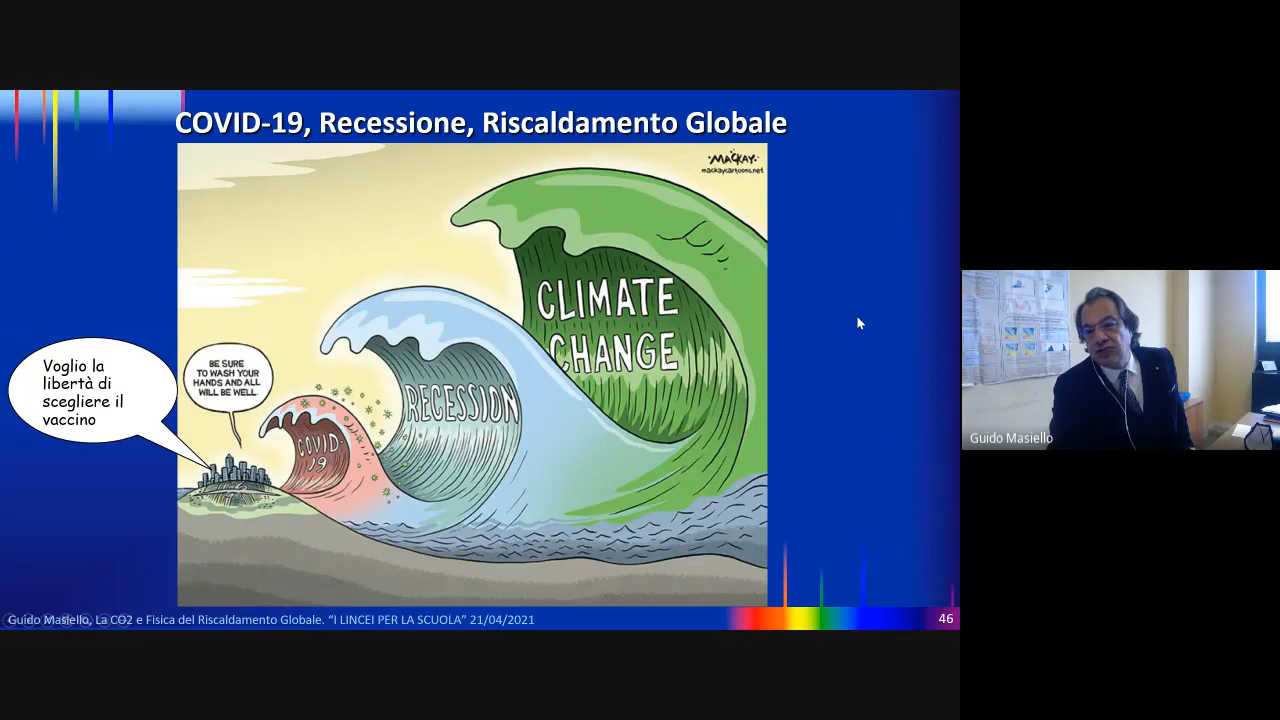 COVID-19, Recessione, Riscaldamento Globale
MACKAY
mackaycartoons.net
CLIMATE
CHANGE
BE SURE
TO WASH YOUR
HANDS AND ALL
WILL BE WELL.
Voglio la
libertà di
scegliere il
vaccino
RECESSION
COVID
19
Guido Masiello
Guido Masiello, La CO2 e Fisica del Riscaldamento Globale. “I LINCEI PER LA SCUOLA” 21/04/2021
46